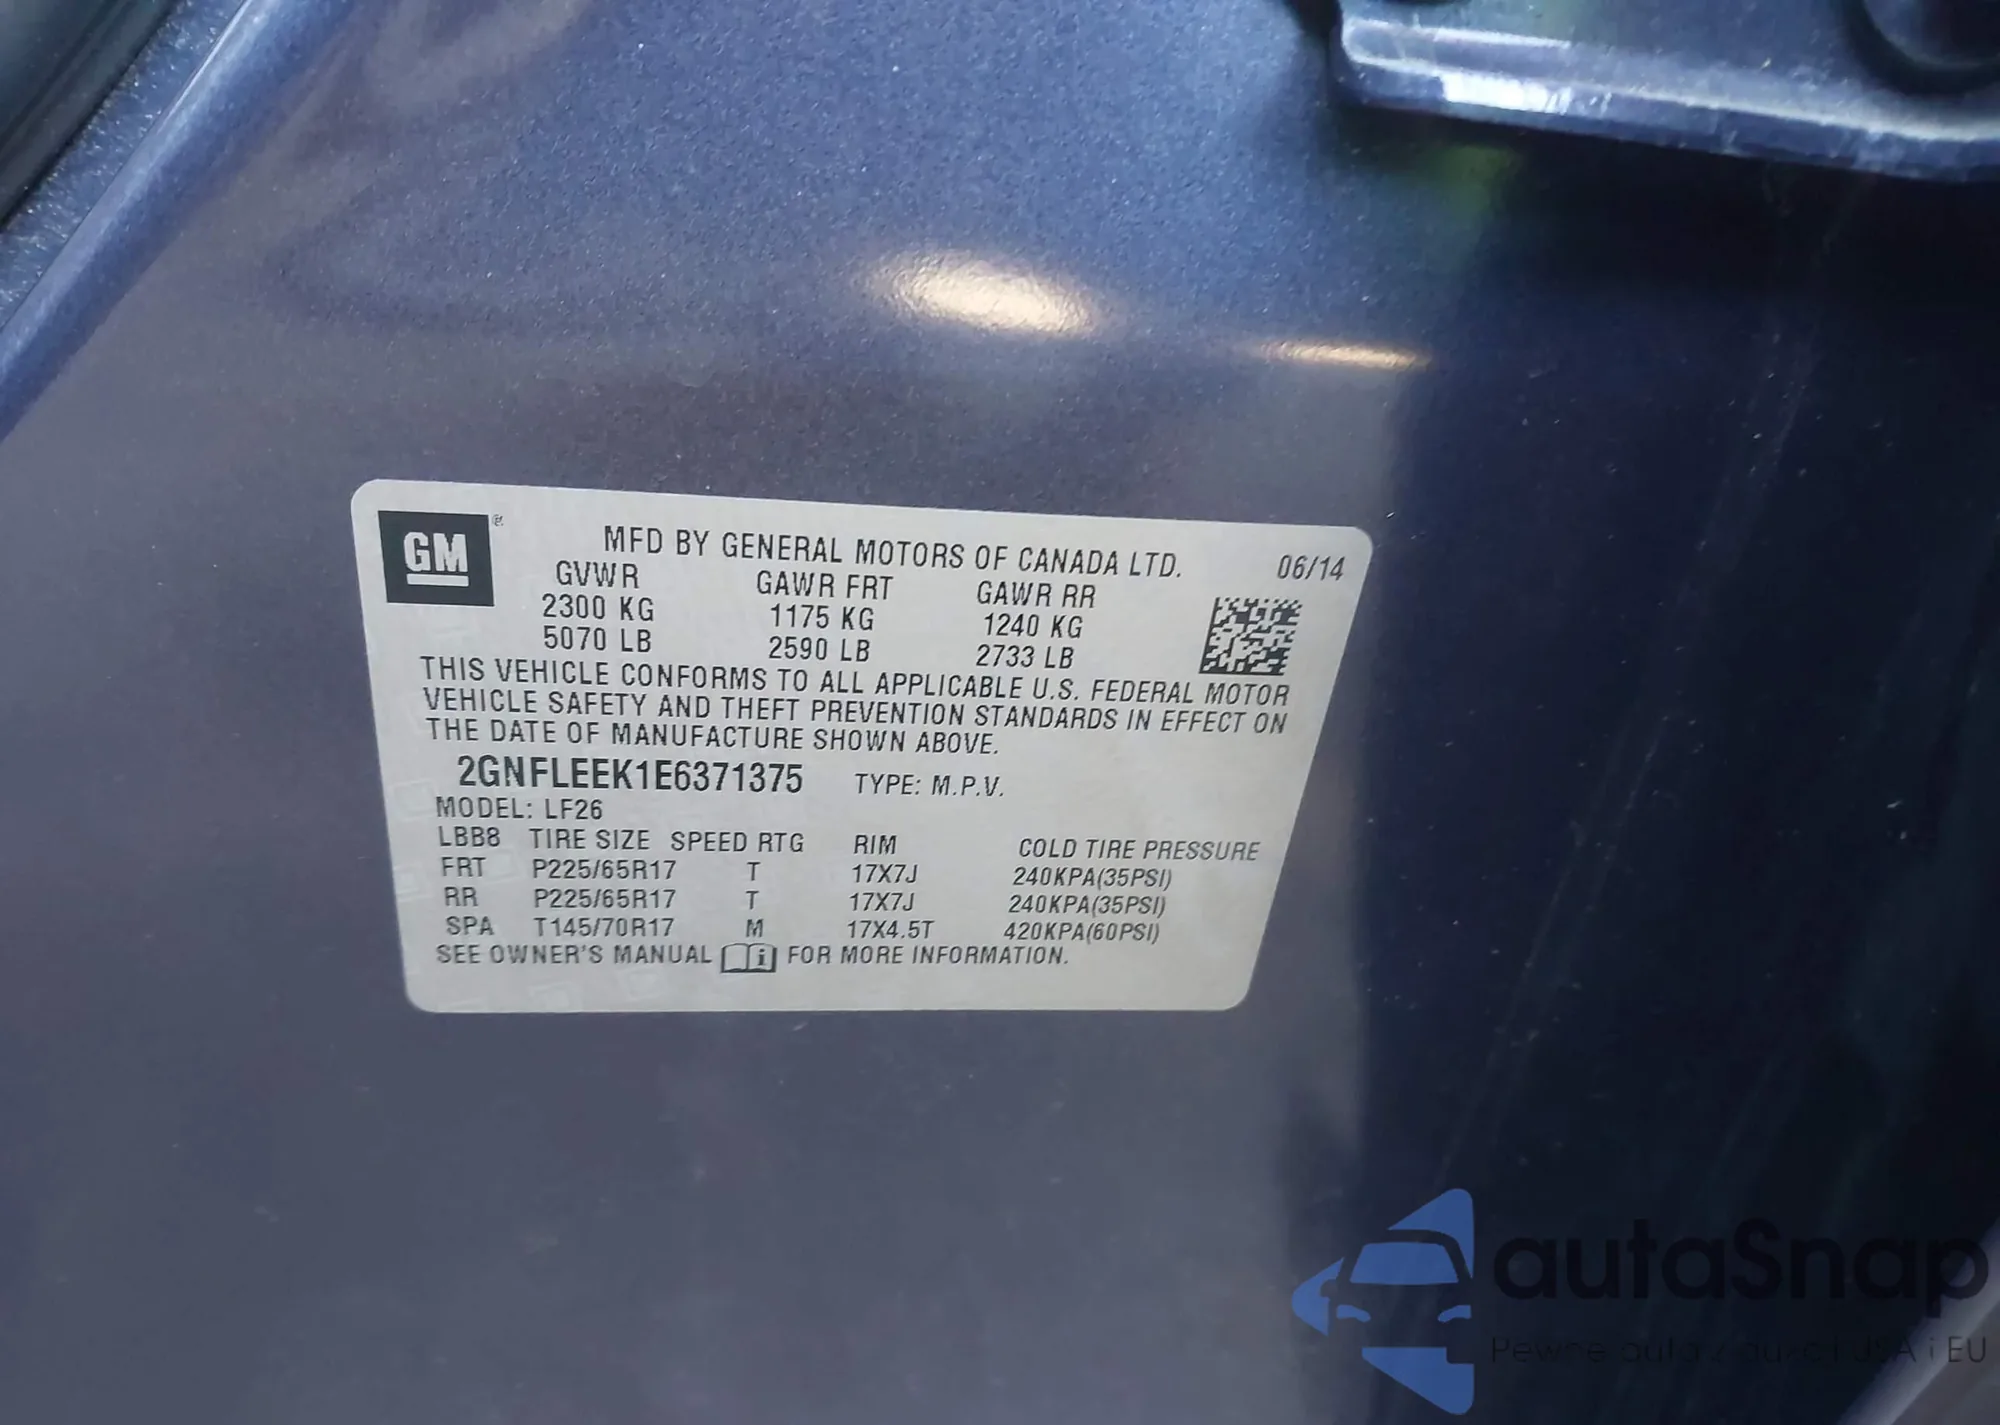 GM®
MFD BY GENERAL MOTORS OF CANADA LTD. 06/14
GVWR GAWR FRT GAWR RR
2300 KG 1175 KG 1240 KG
5070 LB 2590 LB 2733 LB
THIS VEHICLE CONFORMS TO ALL APPLICABLE U.S. FEDERAL MOTOR
VEHICLE SAFETY AND THEFT PREVENTION STANDARDS IN EFFECT ON
THE DATE OF MANUFACTURE SHOWN ABOVE.
2GNFLEEK1E6371375 TYPE: M.P.V.
MODEL: LF26
LBB8 TIRE SIZE SPEED RTG RIM COLD TIRE PRESSURE
FRT P225/65R17 T 17X7J 240KPA(35PSI)
RR P225/65R17 T 17X7J 240KPA(35PSI)
SPA T145/70R17 M 17X4.5T 420KPA(60PSI)
SEE OWNER'S MANUAL FOR MORE INFORMATION.
autaSnap
Pewne auta z USA i EU